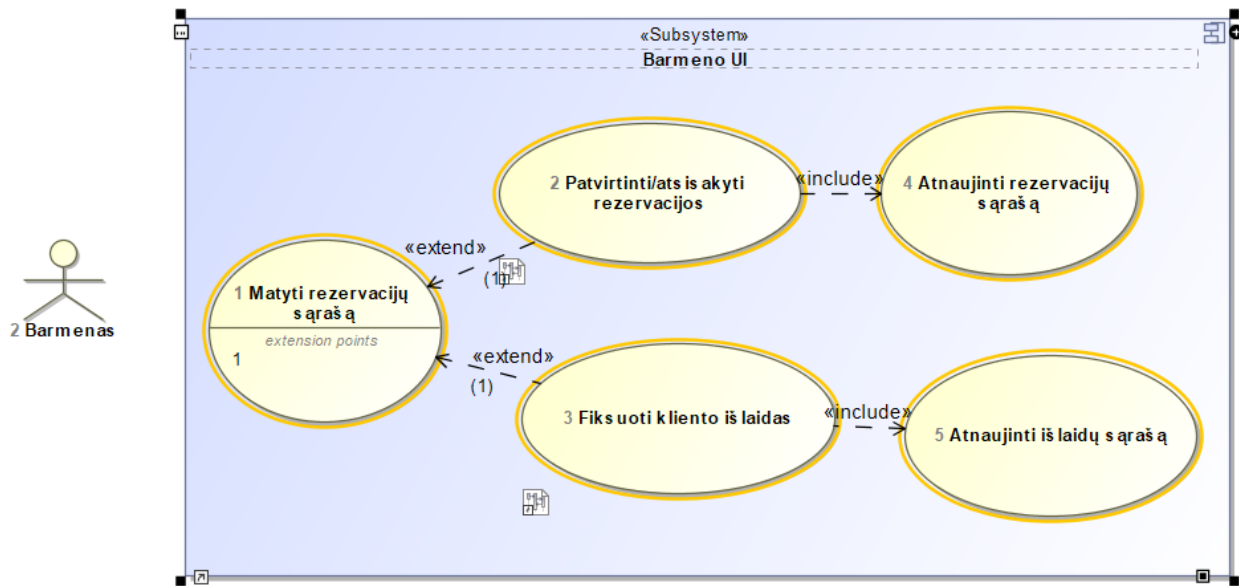 «Subsystem»
Barmeno UI
2 Patvirtinti/atsisakyti
rezervacijos
«include»
4 Atnaujinti rezervacijų
sąrašą
«extend»
(1)
1 Matyti rezervacijų
sąrašą
extension points
1
2 Barmenas
«extend»
(1)
3 Fiksuoti kliento išlaidas
«include»
5 Atnaujinti išlaidų sąrašą